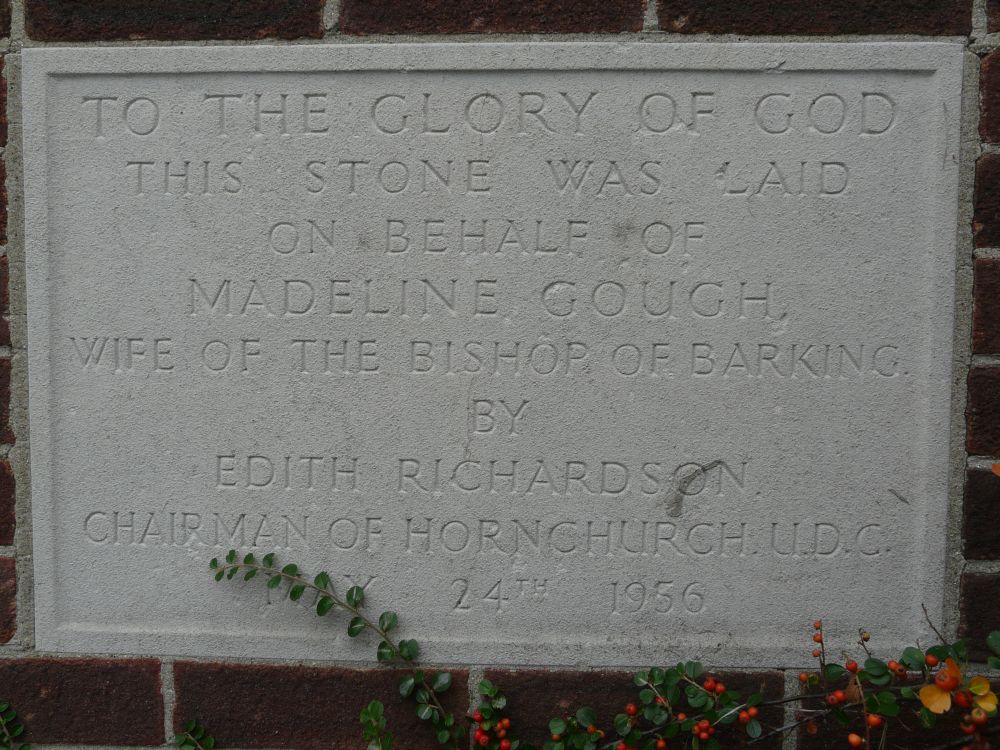 TO THE GLORY OF GOD
THIS STONE WAS LAID
ON BEHALF OF
MADELINE GOUGH,
WIFE OF THE BISHOP OF BARKING.
BY
EDITH RICHARDSON
CHAIRMAN OF HORNCHURCH. U.D.C.
MAY 24TH 1956